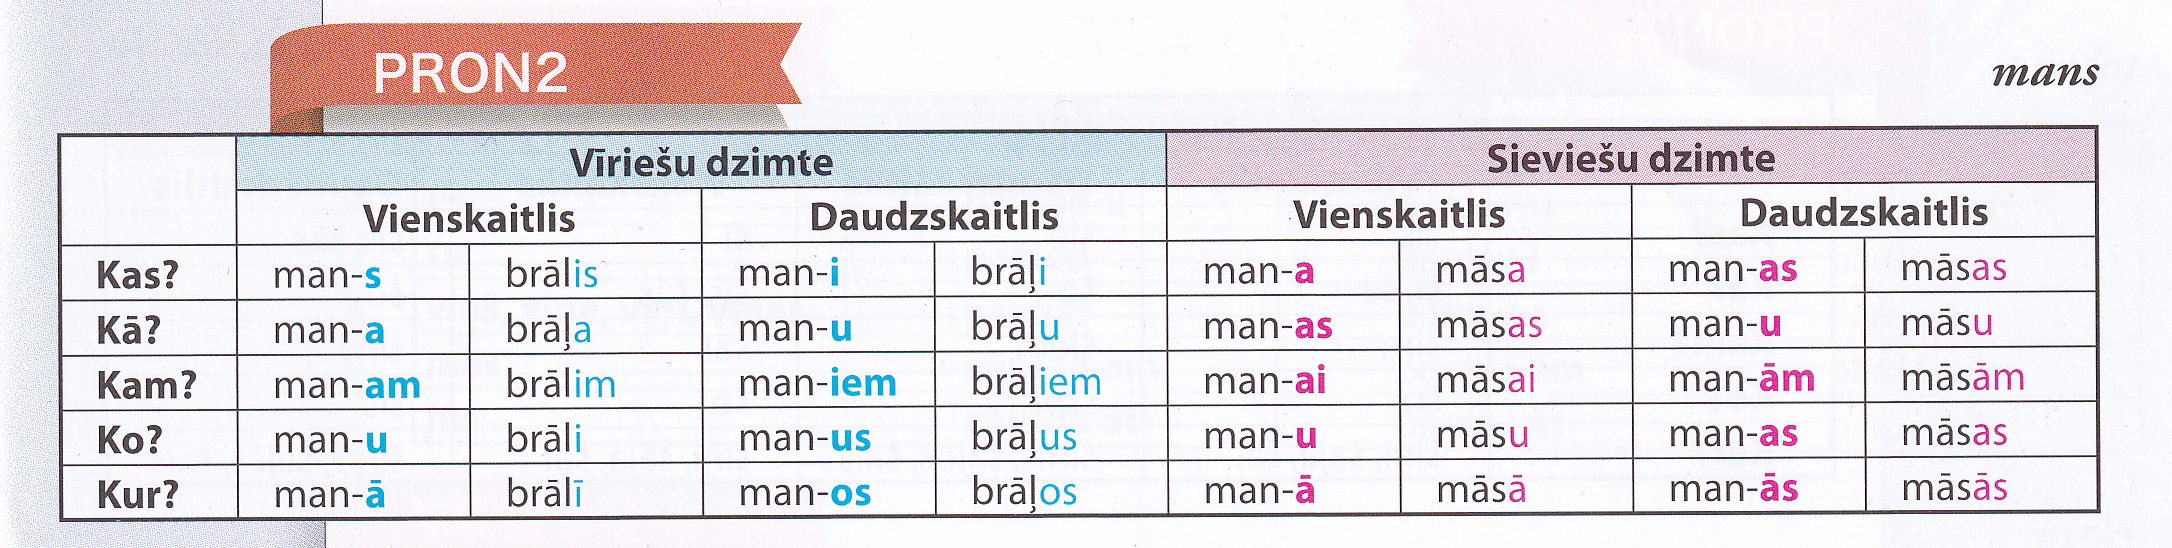 PRON2
mans
Vīriešu dzimte Sieviešu dzimte
Vienskaitlis Daudzskaitlis Vienskaitlis Daudzskaitlis
Kas? man-s brālis man-i brāļi man-a māsa man-as māsas
Kā? man-a brāļa man-u brāļu man-as māsas man-u māsu
Kam? man-am brālim man-iem brāļiem man-ai māsai man-ām māsām
Ko? man-u brāli man-us brāļus man-u māsu man-as māsas
Kur? man-ā brālī man-os brāļos man-ā māsā man-ās māsās